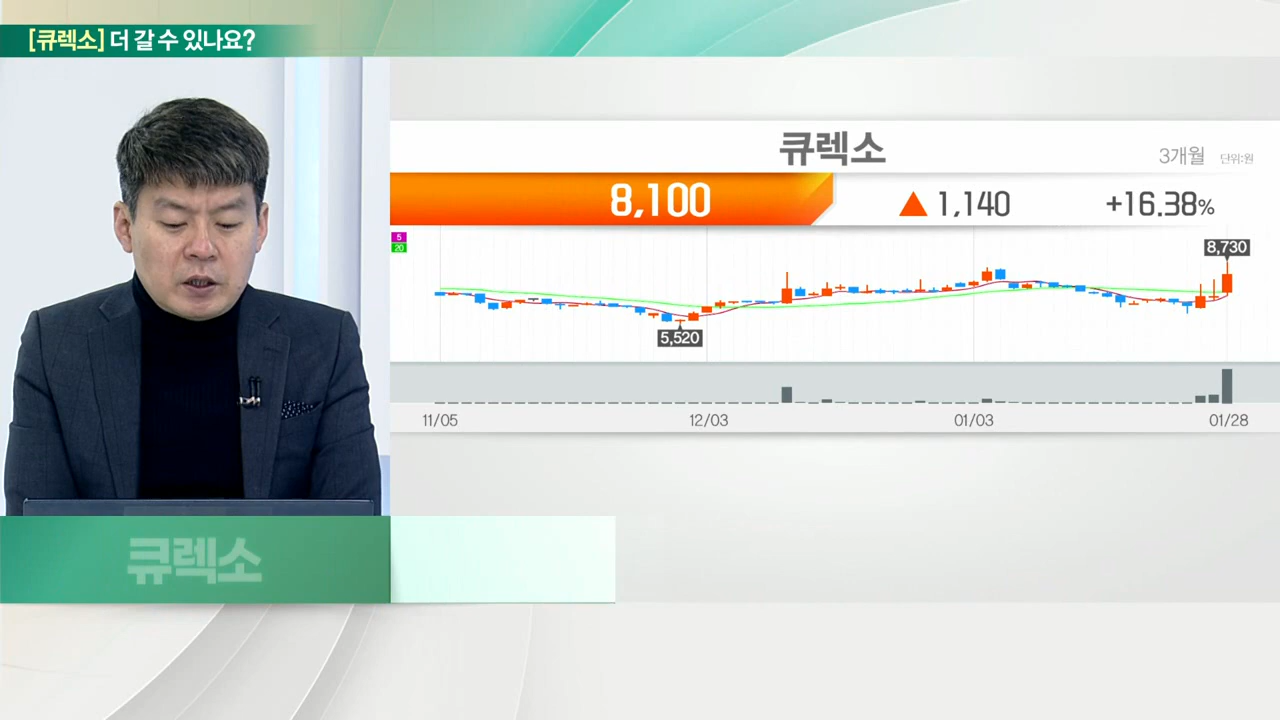 [큐렉소] 더 갈 수 있나요?
큐렉소
3개월 단위:원
8,100 ▲ 1,140 +16.38%
5
20
8,730
5,520
11/05 12/03 01/03 01/28
큐렉소